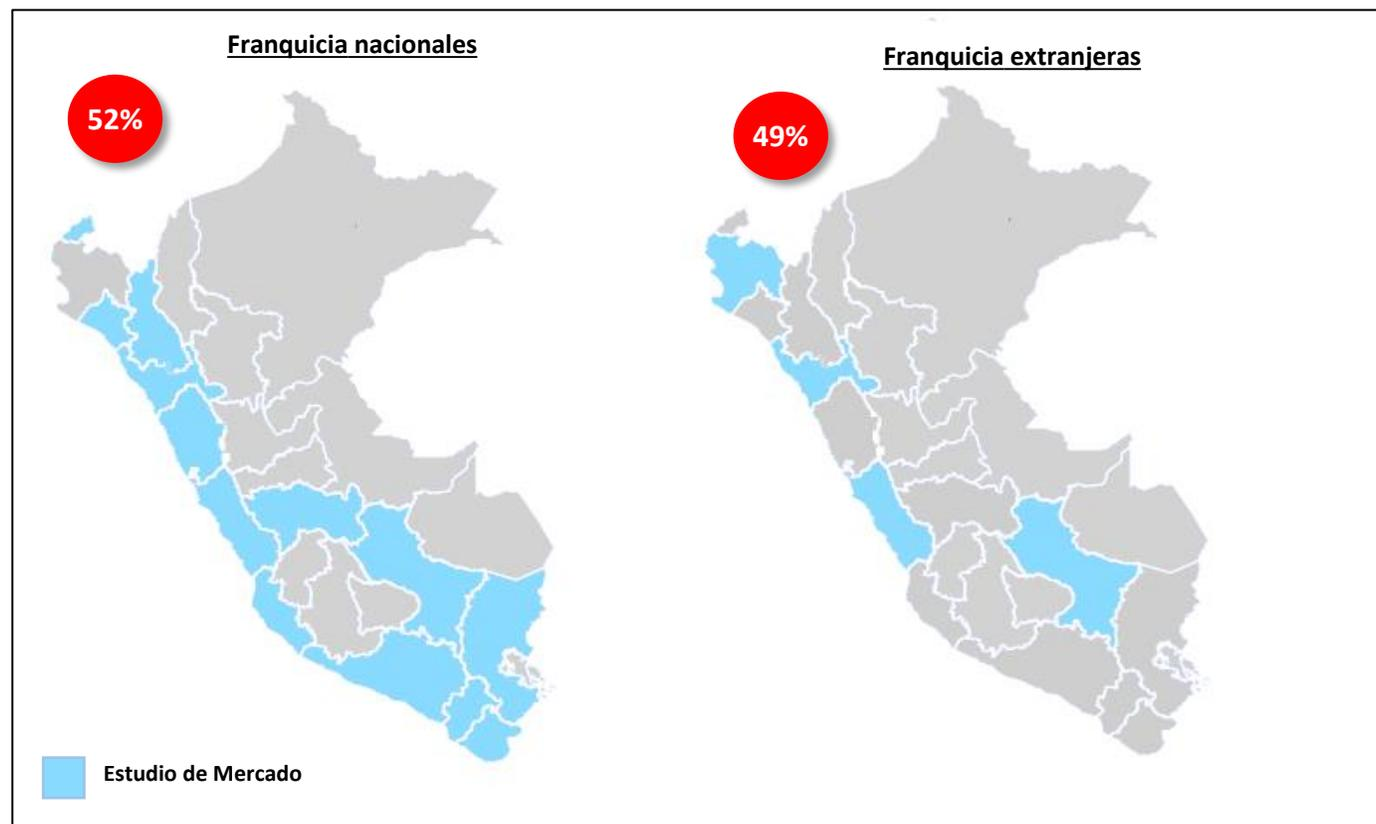 Franquicia nacionales
Franquicia extranjeras
52%
49%
Estudio de Mercado